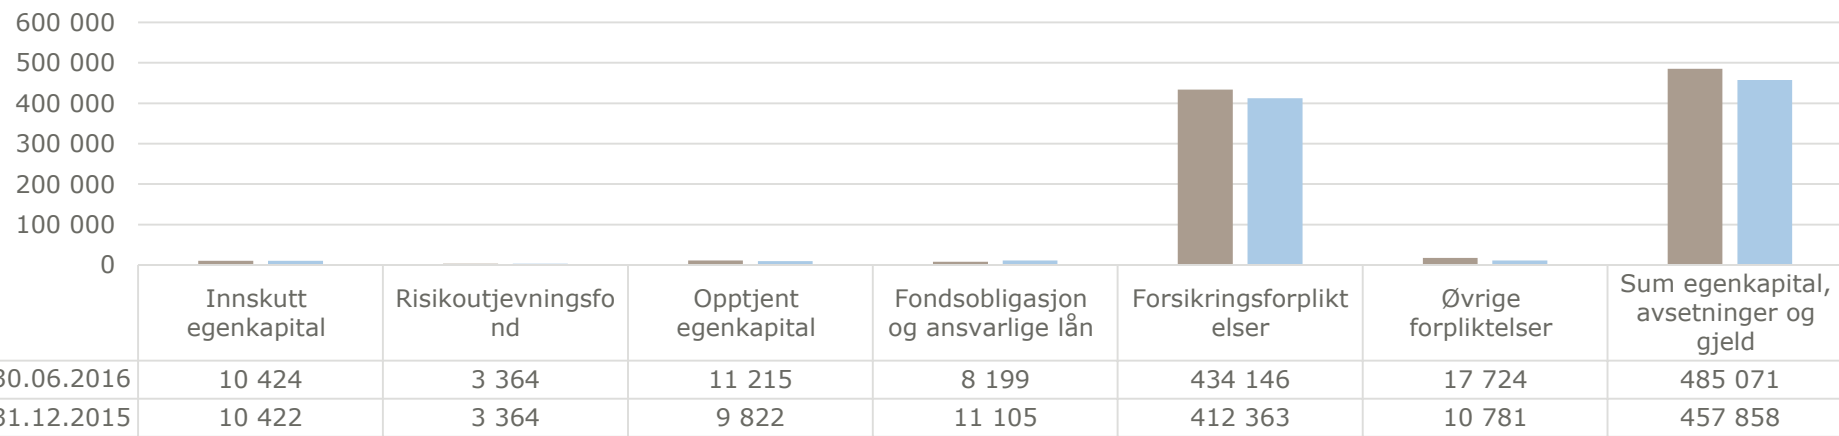 600 000
500 000
400 000
300 000
200 000
100 000
0
Innskutt egenkapital
Risikoutjevningsfo nd
Opptjent egenkapital
Fondsobligasjon og ansvarlige lån
Forsikringsforplikt elser
Øvrige forpliktelser
Sum egenkapital, avsetninger og gjeld
30.06.2016 10 424 3 364 11 215 8 199 434 146 17 724 485 071
31.12.2015 10 422 3 364 9 822 11 105 412 363 10 781 457 858